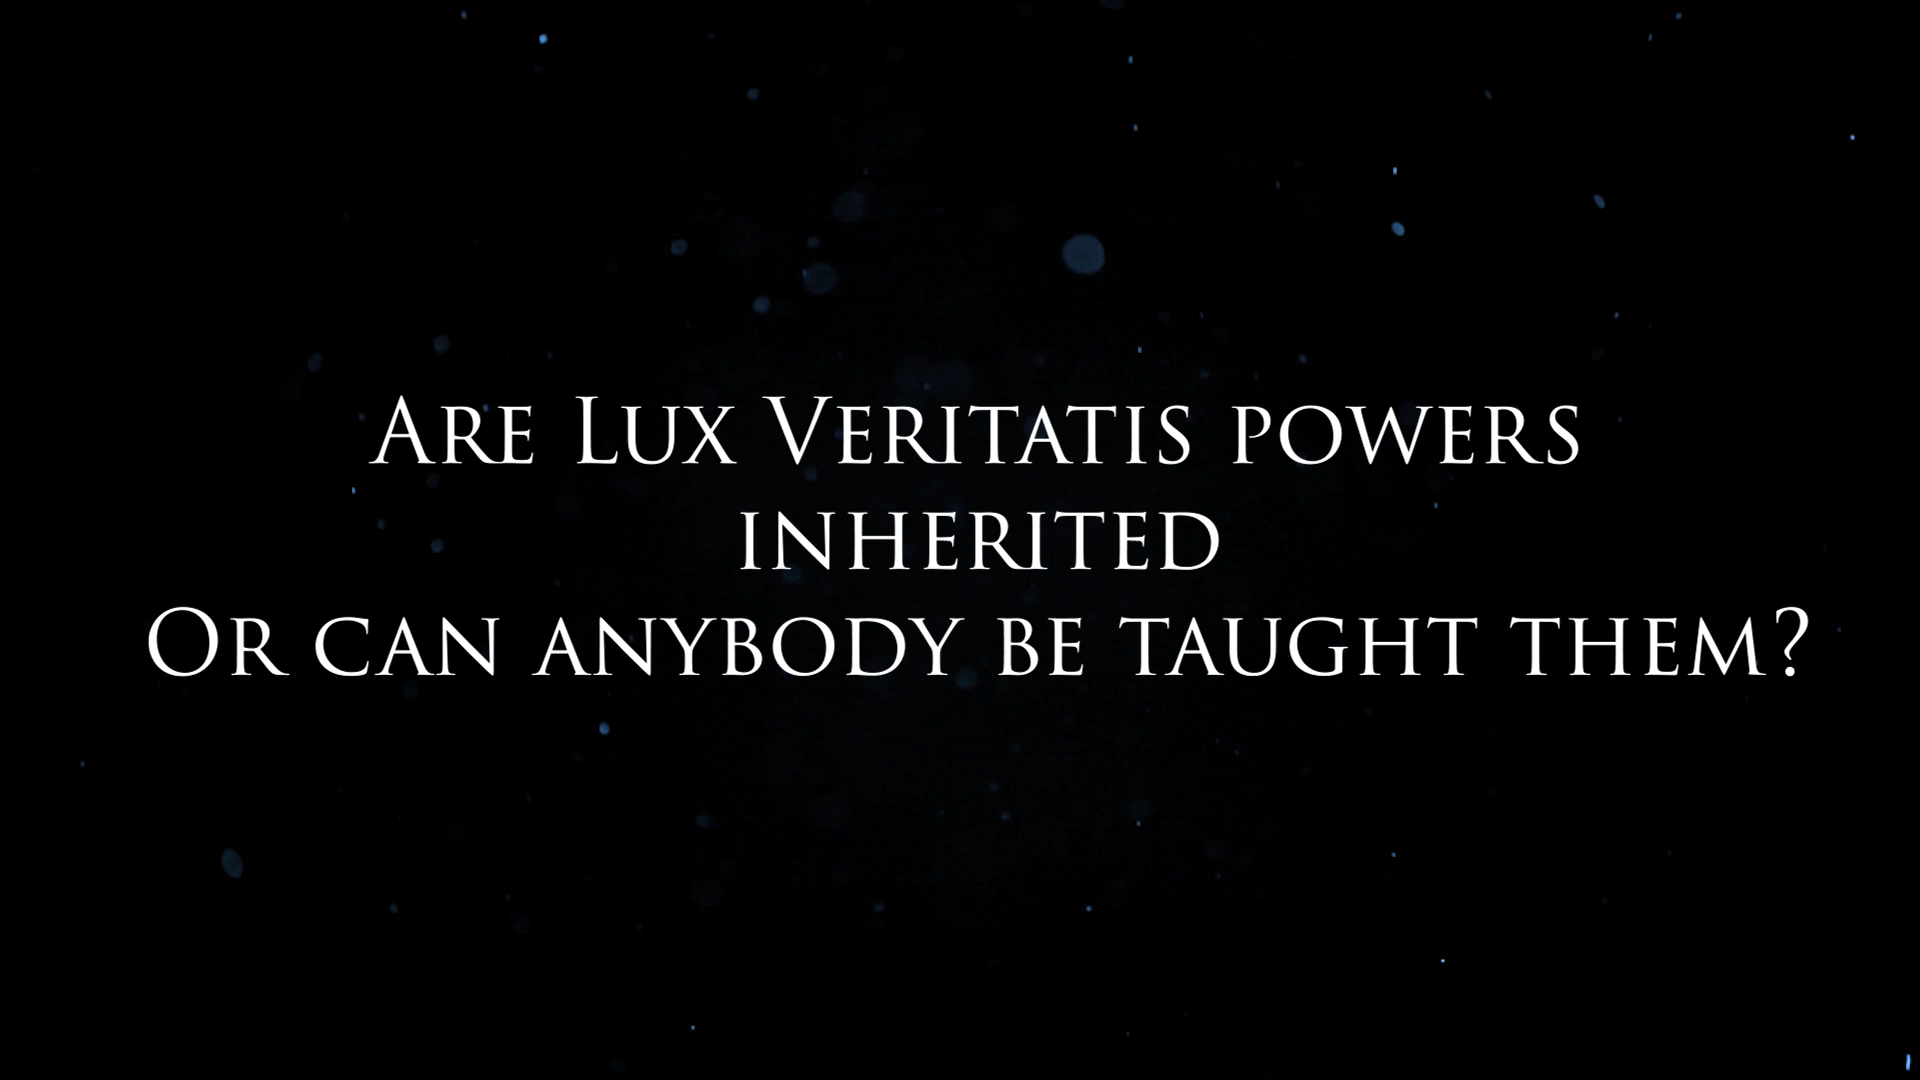 Are Lux Veritatis powers
inherited
Or can anybody be taught them?